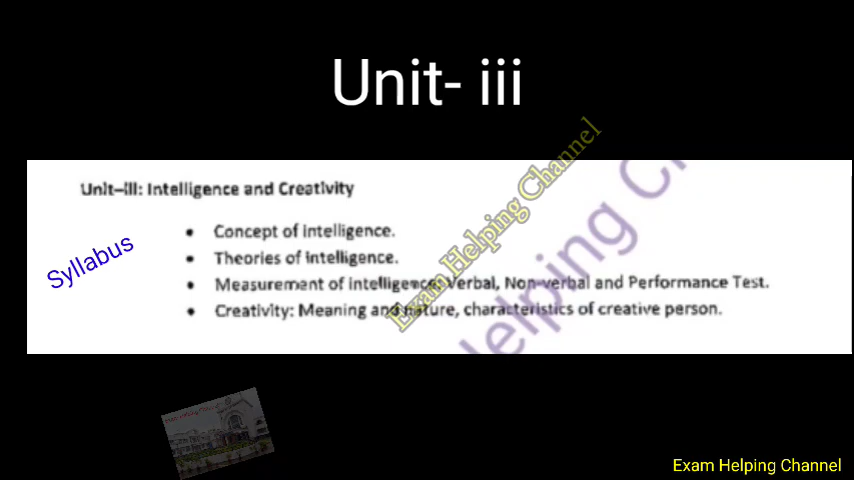 Unit- iii
Unit–iii: Intelligence and Creativity
Syllabus
• Concept of intelligence.
• Theories of Intelligence.
• Measurement of intelligence: Verbal, Non-verbal and Performance Test.
• Creativity: Meaning and nature, characteristics of creative person.
Exam Helping Channel
Helping C
Exam Helping Channel